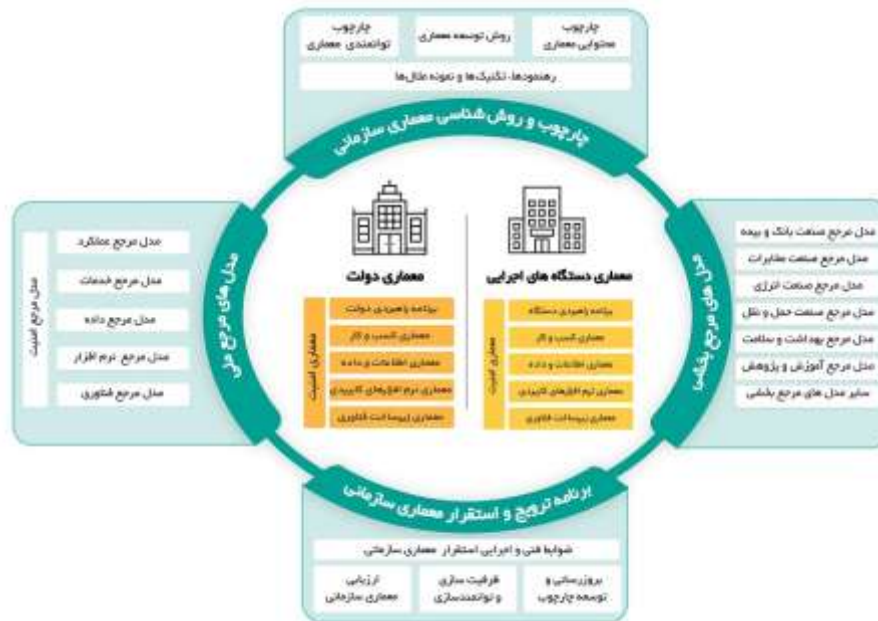 چارچوب
محتوایی معماری
روش توسعه معماری
چارچوب
توانمندی معماری
رهنمودها، تکنیک‌ها و نمونه مثال‌ها
چارچوب و روش شناسی معماری سازمانی
مدل های مرجع بخشی
مدل مرجع صنعت بانک و بیمه
مدل مرجع صنعت مخابرات
مدل مرجع صنعت انرژی
مدل مرجع صنعت حمل و نقل
مدل مرجع بهداشت و سلامت
مدل مرجع آموزش و پژوهش
سایر مدل های مرجع بخشی
معماری دستگاه های اجرایی
برنامه راهبردی دستگاه
معماری کسب و کار
معماری اطلاعات و داده
معماری نرم افزارهای کاربردی
معماری زیرساخت فناوری
معماری امنیت
معماری دولت
برنامه راهبردی دولت
معماری کسب و کار
معماری اطلاعات و داده
معماری نرم افزارهای کاربردی
معماری زیرساخت فناوری
معماری امنیت
مدل های مرجع ملی
مدل مرجع عملکرد
مدل مرجع خدمات
مدل مرجع داده
مدل مرجع نرم افزار
مدل مرجع فناوری
مدل مرجع امنیت
برنامه ترویج و استقرار معماری سازمانی
ضوابط فنی و اجرایی استقرار معماری سازمانی
بروزرسانی و
توسعه چارچوب
ظرفیت سازی
و توانمندسازی
ارزیابی
معماری سازمانی